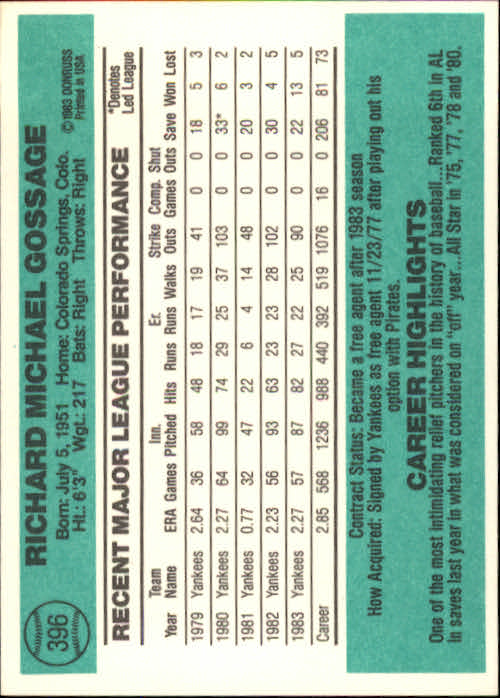 396
RICHARD MICHAEL GOSSAGE
Born: July 5, 1951 Home: Colorado Springs, Colo.
Ht.: 6'3" Wgt.: 217 Bats: Right Throws: Right
© 1983 DONRUSS
Printed in USA
RECENT MAJOR LEAGUE PERFORMANCE
*Denotes
Led League
Team Inn. Er. Strike Comp. Shut
Year Name ERA Games Pitched Hits Runs Runs Walks Outs Games Outs Save Won Lost
1979 Yankees 2.64 36 58 48 18 17 19 41 0 0 18 5 3
1980 Yankees 2.27 64 99 74 29 25 37 103 0 0 33* 6 2
1981 Yankees 0.77 32 47 22 6 4 14 48 0 0 20 3 2
1982 Yankees 2.23 56 93 63 23 23 28 102 0 0 30 4 5
1983 Yankees 2.27 57 87 82 27 22 25 90 0 0 22 13 5
Career 2.85 568 1236 988 440 392 519 1076 16 0 206 81 73
Contract Status: Became a free agent after 1983 season
How Acquired: Signed by Yankees as free agent 11/23/77 after playing out his
option with Pirates.
CAREER HIGHLIGHTS
One of the most intimidating relief pitchers in the history of baseball...Ranked 6th in AL
in saves last year in what was considered on "off" year... All Star in '75, '77, '78 and '80.